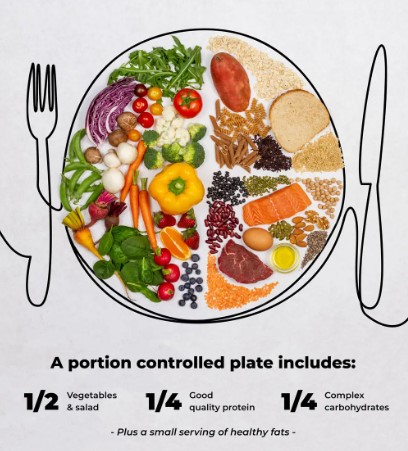 A portion controlled plate includes:
1/2 Vegetables & salad
1/4 Good quality protein
1/4 Complex carbohydrates
- Plus a small serving of healthy fats -